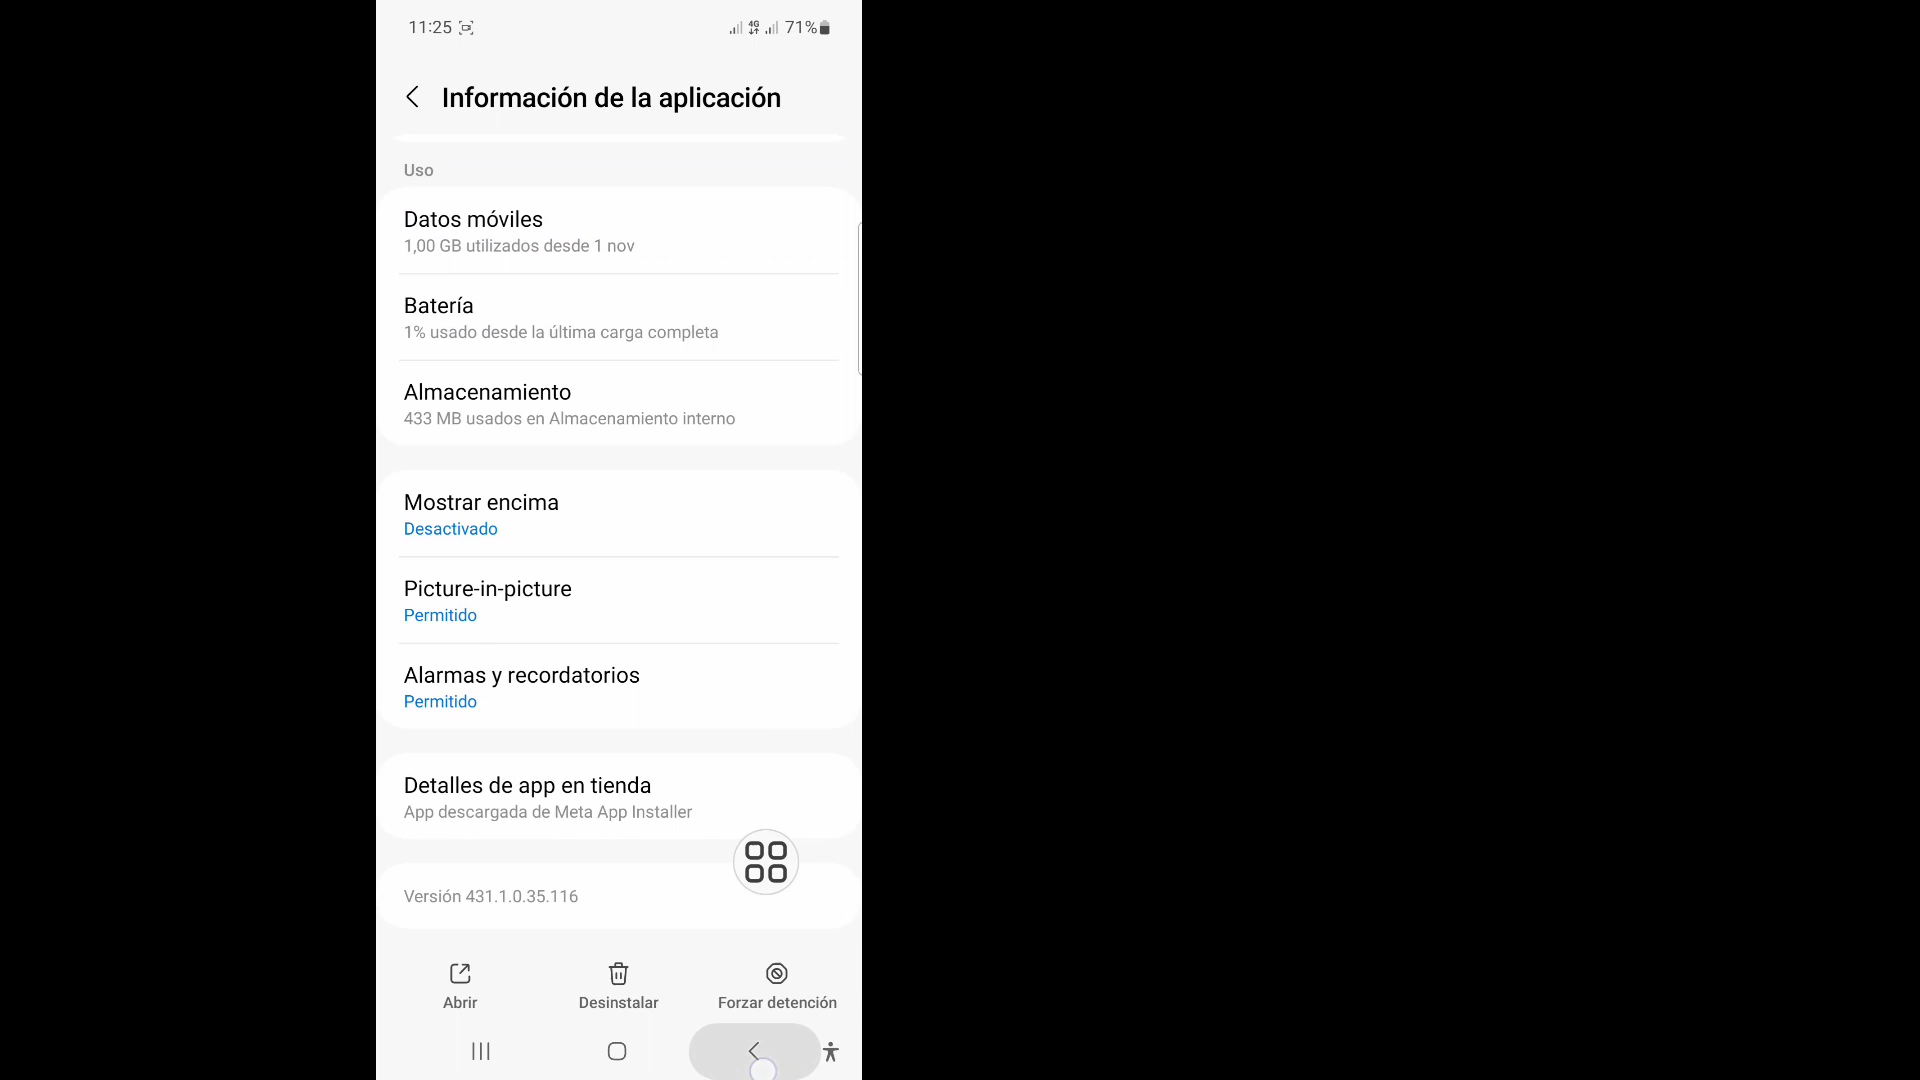 11:25
4G
71%
Información de la aplicación
Uso
Datos móviles
1,00 GB utilizados desde 1 nov
Batería
1% usado desde la última carga completa
Almacenamiento
433 MB usados en Almacenamiento interno
Mostrar encima
Desactivado
Picture-in-picture
Permitido
Alarmas y recordatorios
Permitido
Detalles de app en tienda
App descargada de Meta App Installer
Versión 431.1.0.35.116
Abrir
Desinstalar
Forzar detención